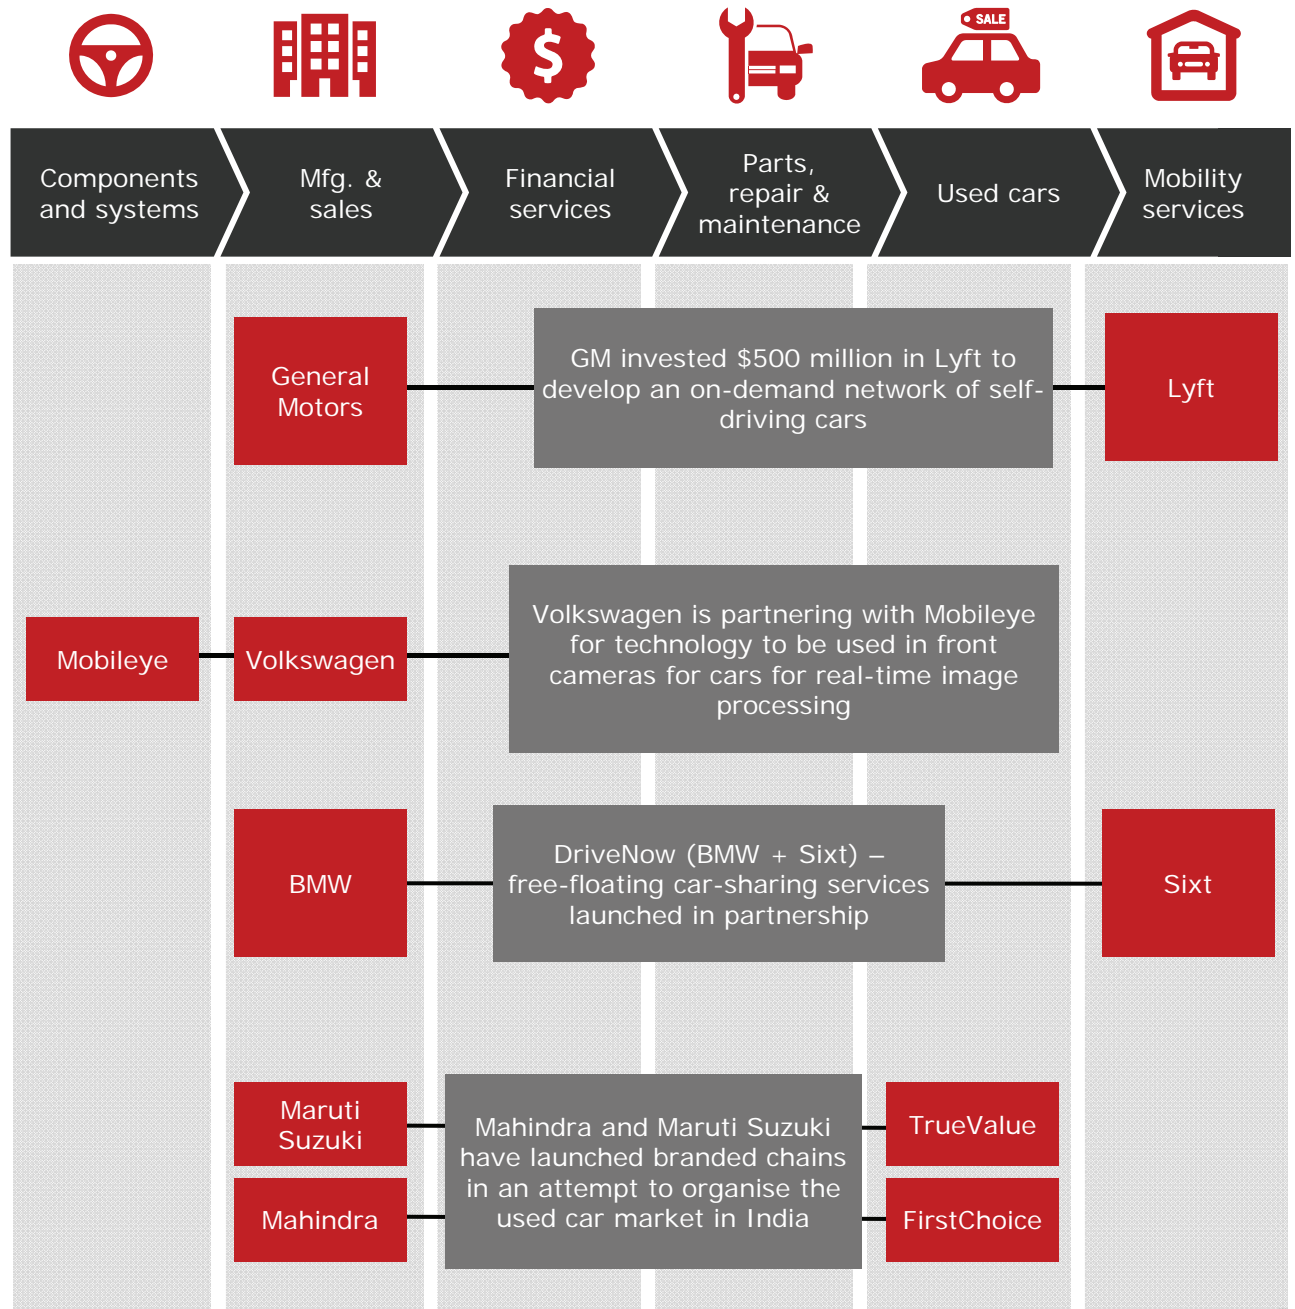 SALE
Components
and systems
Mfg. &
sales
Financial
services
Parts,
repair &
maintenance
Used cars
Mobility
services
General
Motors
GM invested $500 million in Lyft to
develop an on-demand network of self-
driving cars
Lyft
Mobileye
Volkswagen
Volkswagen is partnering with Mobileye
for technology to be used in front
cameras for cars for real-time image
processing
BMW
DriveNow (BMW + Sixt) –
free-floating car-sharing services
launched in partnership
Sixt
Maruti
Suzuki
Mahindra
Mahindra and Maruti Suzuki
have launched branded chains
in an attempt to organise the
used car market in India
TrueValue
FirstChoice